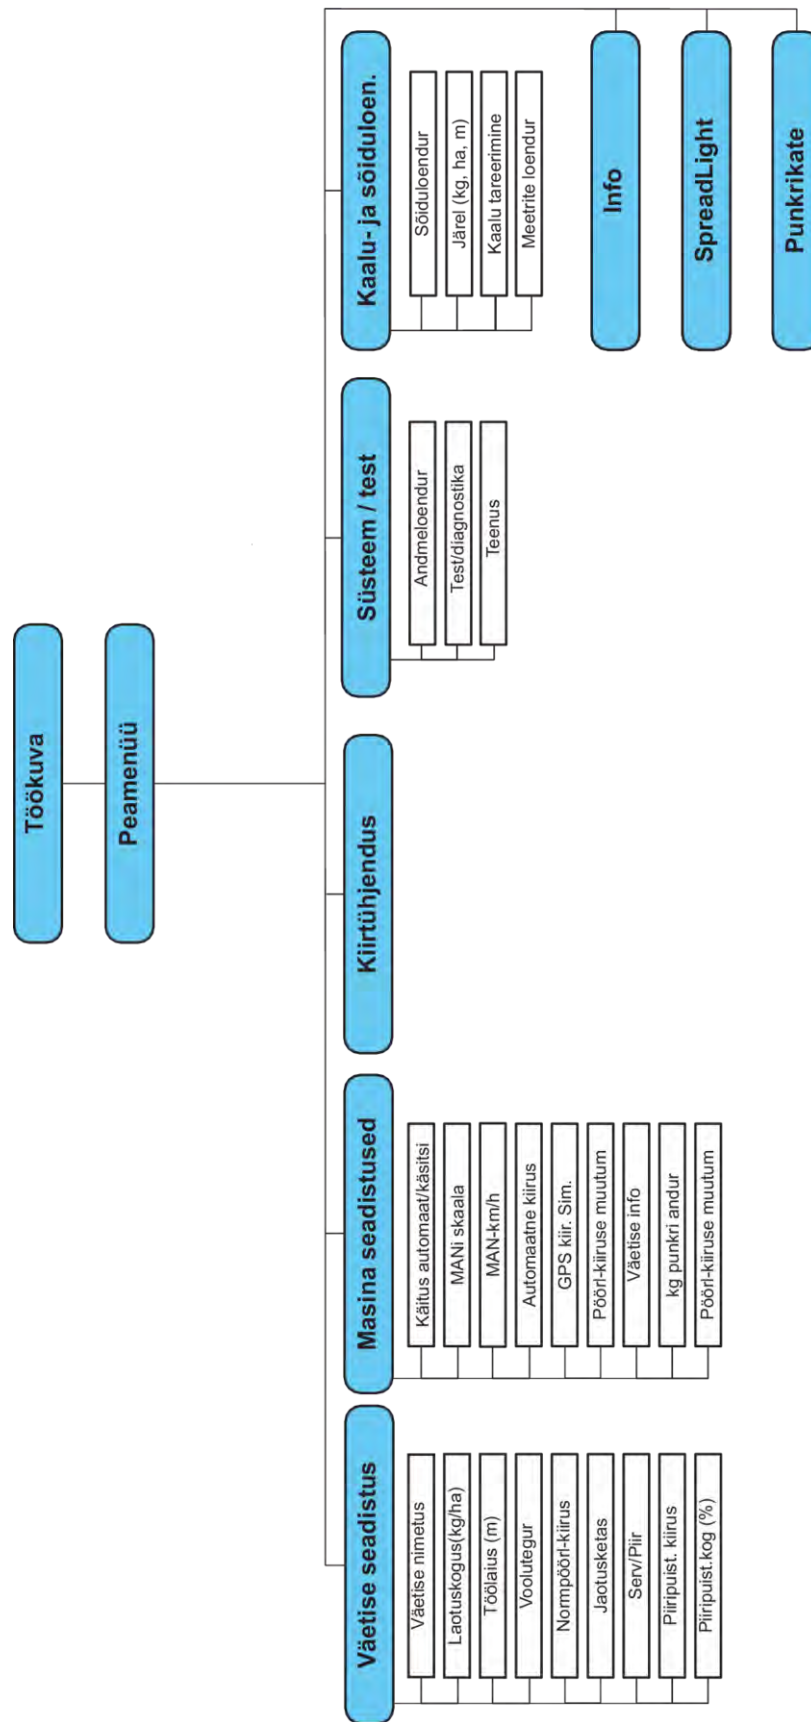 Töökuva
Peamenüü
Väetise seadistus
Väetise nimetus
Laotuskogus(kg/ha)
Töölaius (m)
Voolutegur
Normpöörl-kiirus
Jaotusketas
Serv/Piir
Piiripuist. kiirus
Piiripuist.kog (%)
Masina seadistused
Käitus automaat/käsitsi
MANi skaala
MAN-km/h
Automaatne kiirus
GPS kiir. Sim.
Pöörl-kiiruse muutum
Väetise info
kg punkri andur
Pöörl-kiiruse muutum
Kiirtühjendus
Süsteem / test
Andmeloendur
Test/diagnostika
Teenus
Kaalu- ja sõiduloen.
Sõiduloendur
Järel (kg, ha, m)
Kaalu tareerimine
Meetrite loendur
Info
SpreadLight
Punkrikate